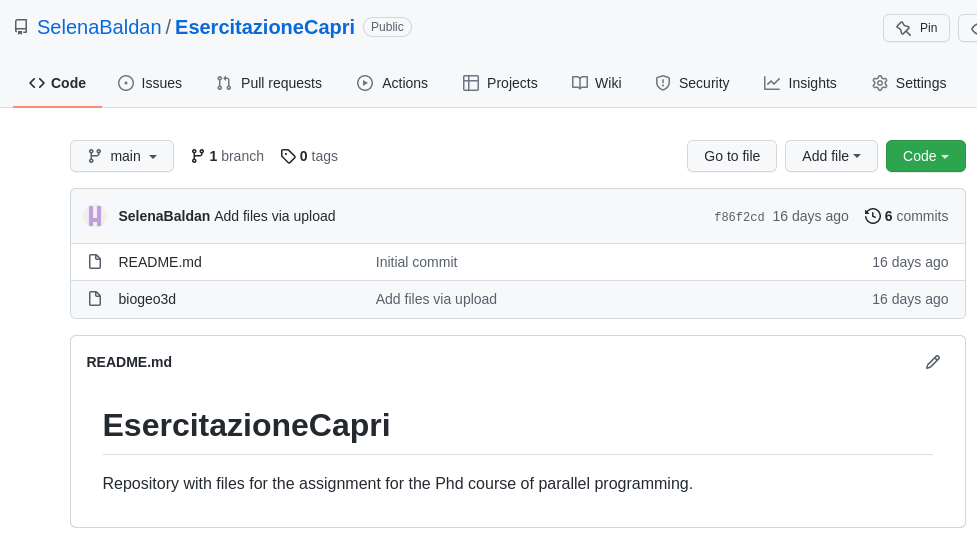 SelenaBaldan / EsercitazioneCapri Public Pin
Code Issues Pull requests Actions Projects Wiki Security Insights Settings
main 1 branch 0 tags Go to file Add file Code
SelenaBaldan Add files via upload f86f2cd 16 days ago 6 commits
README.md Initial commit 16 days ago
biogeo3d Add files via upload 16 days ago
README.md
EsercitazioneCapri
Repository with files for the assignment for the Phd course of parallel programming.